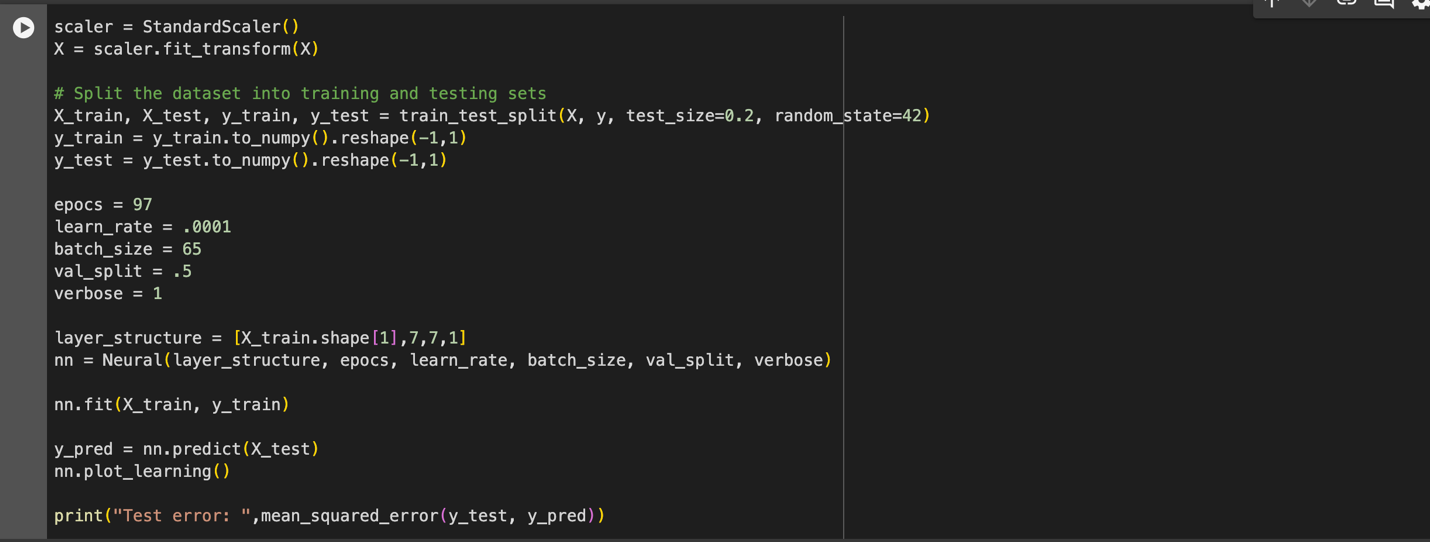 scaler = StandardScaler()
X = scaler.fit_transform(X)
# Split the dataset into training and testing sets
X_train, X_test, y_train, y_test = train_test_split(X, y, test_size=0.2, random_state=42)
y_train = y_train.to_numpy().reshape(-1,1)
y_test = y_test.to_numpy().reshape(-1,1)
epocs = 97
learn_rate = .0001
batch_size = 65
val_split = .5
verbose = 1
layer_structure = [X_train.shape[1],7,7,1]
nn = Neural(layer_structure, epocs, learn_rate, batch_size, val_split, verbose)
nn.fit(X_train, y_train)
y_pred = nn.predict(X_test)
nn.plot_learning()
print("Test error: ",mean_squared_error(y_test, y_pred))